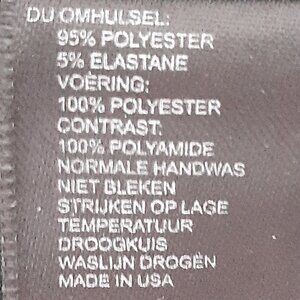 DU OMHULSEL:
95% POLYESTER
5% ELASTANE
VOERING:
100% POLYESTER
CONTRAST:
100% POLYAMIDE
NORMALE HANDWAS
NIET BLEKEN
STRIJKEN OP LAGE
TEMPERATUUR
DROOGKUIS
WASLIJN DROGEN
MADE IN USA